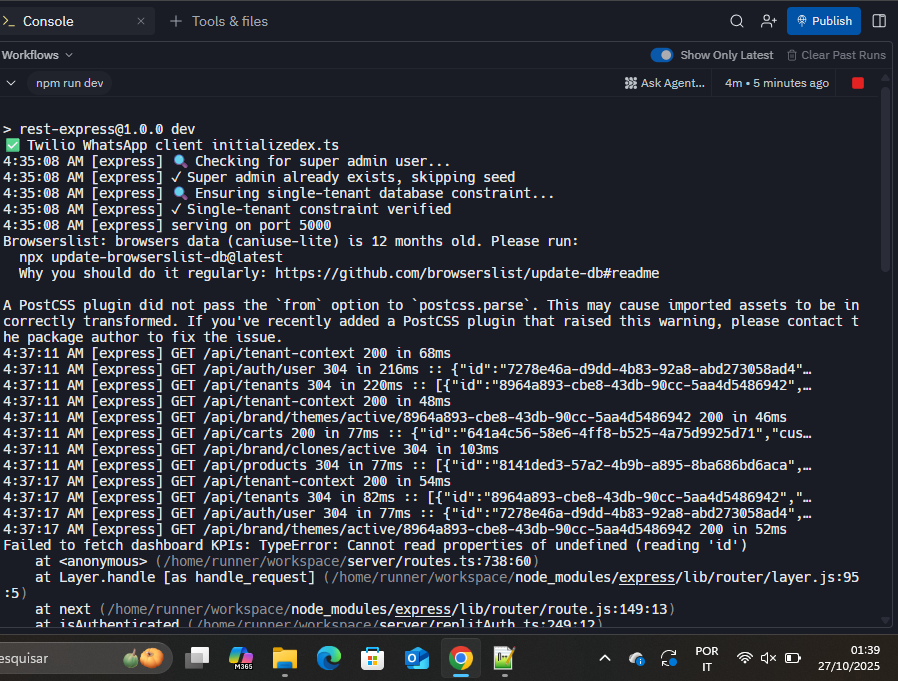 Console
Tools & files
Publish
Workflows
Show Only Latest
Clear Past Runs
npm run dev
Ask Agent...
4m • 5 minutes ago
> rest-express@1.0.0 dev
✅ Twilio WhatsApp client initializedex.ts
4:35:08 AM [express] 🔍 Checking for super admin user...
4:35:08 AM [express] ✓ Super admin already exists, skipping seed
4:35:08 AM [express] 🔍 Ensuring single-tenant database constraint...
4:35:08 AM [express] ✓ Single-tenant constraint verified
4:35:08 AM [express] serving on port 5000
Browserslist: browsers data (caniuse-lite) is 12 months old. Please run:
npx update-browserslist-db@latest
Why you should do it regularly: https://github.com/browserslist/update-db#readme
A PostCSS plugin did not pass the `from` option to `postcss.parse`. This may cause imported assets to be in
correctly transformed. If you've recently added a PostCSS plugin that raised this warning, please contact t
he package author to fix the issue.
4:37:11 AM [express] GET /api/tenant-context 200 in 68ms
4:37:11 AM [express] GET /api/auth/user 304 in 216ms :: {"id":"7278e46a-d9dd-4b83-92a8-abd273058ad4"…
4:37:11 AM [express] GET /api/tenants 304 in 220ms :: [{"id":"8964a893-cbe8-43db-90cc-5aa4d5486942",…
4:37:11 AM [express] GET /api/tenant-context 200 in 48ms
4:37:11 AM [express] GET /api/brand/themes/active/8964a893-cbe8-43db-90cc-5aa4d5486942 200 in 46ms
4:37:11 AM [express] GET /api/carts 200 in 77ms :: {"id":"641a4c56-58e6-4ff8-b525-4a75d9925d71","cus…
4:37:11 AM [express] GET /api/brand/clones/active 304 in 103ms
4:37:11 AM [express] GET /api/products 304 in 77ms :: [{"id":"8141ded3-57a2-4b9b-a895-8ba686bd6aca",…
4:37:17 AM [express] GET /api/tenant-context 200 in 54ms
4:37:17 AM [express] GET /api/tenants 304 in 82ms :: [{"id":"8964a893-cbe8-43db-90cc-5aa4d5486942","…
4:37:17 AM [express] GET /api/auth/user 304 in 77ms :: {"id":"7278e46a-d9dd-4b83-92a8-abd273058ad4",…
4:37:17 AM [express] GET /api/brand/themes/active/8964a893-cbe8-43db-90cc-5aa4d5486942 200 in 52ms
Failed to fetch dashboard KPIs: TypeError: Cannot read properties of undefined (reading 'id')
at <anonymous> (/home/runner/workspace/server/routes.ts:738:60)
at Layer.handle [as handle_request] (/home/runner/workspace/node_modules/express/lib/router/layer.js:95
:5)
at next (/home/runner/workspace/node_modules/express/lib/router/route.js:149:13)
at isAuthenticated (/home/runner/workspace/server/replitAuth.ts:249:12)
esquisar
M365
POR
IT
01:39
27/10/2025